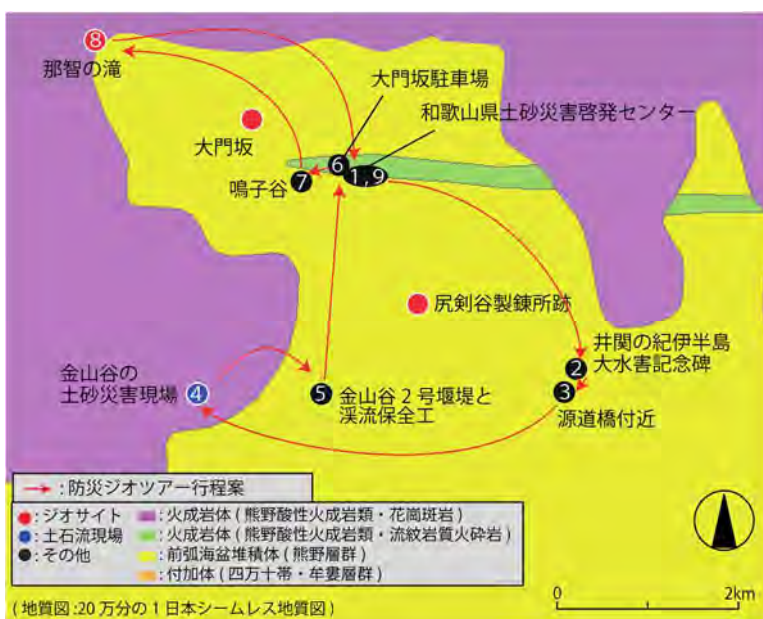 8
那智の滝
大門坂駐車場
和歌山県土砂災害啓発センター
大門坂
6
1,9
7
鳴子谷
尻剣谷製錬所跡
井関の紀伊半島
大水害記念碑
2
3
源道橋付近
金山谷の
土砂災害現場
4
5
金山谷2号堰堤と
渓流保全工
:防災ジオツアー行程案
:ジオサイト
:土石流現場
:その他
:火成岩体(熊野酸性火成岩類・花崗斑岩)
:火成岩体(熊野酸性火成岩類・流紋岩質火砕岩)
:前弧海盆堆積体(熊野層群)
:付加体(四万十帯・牟婁層群)
(地質図:20万分の1日本シームレス地質図)
0
2km